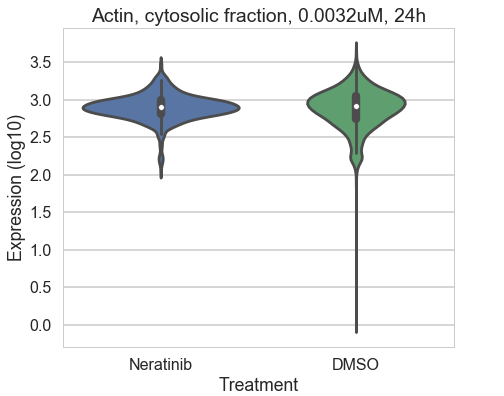 Actin, cytosolic fraction, 0.0032uM, 24h
Expression (log10)
3.5
3.0
2.5
2.0
1.5
1.0
0.5
0.0
Neratinib
DMSO
Treatment